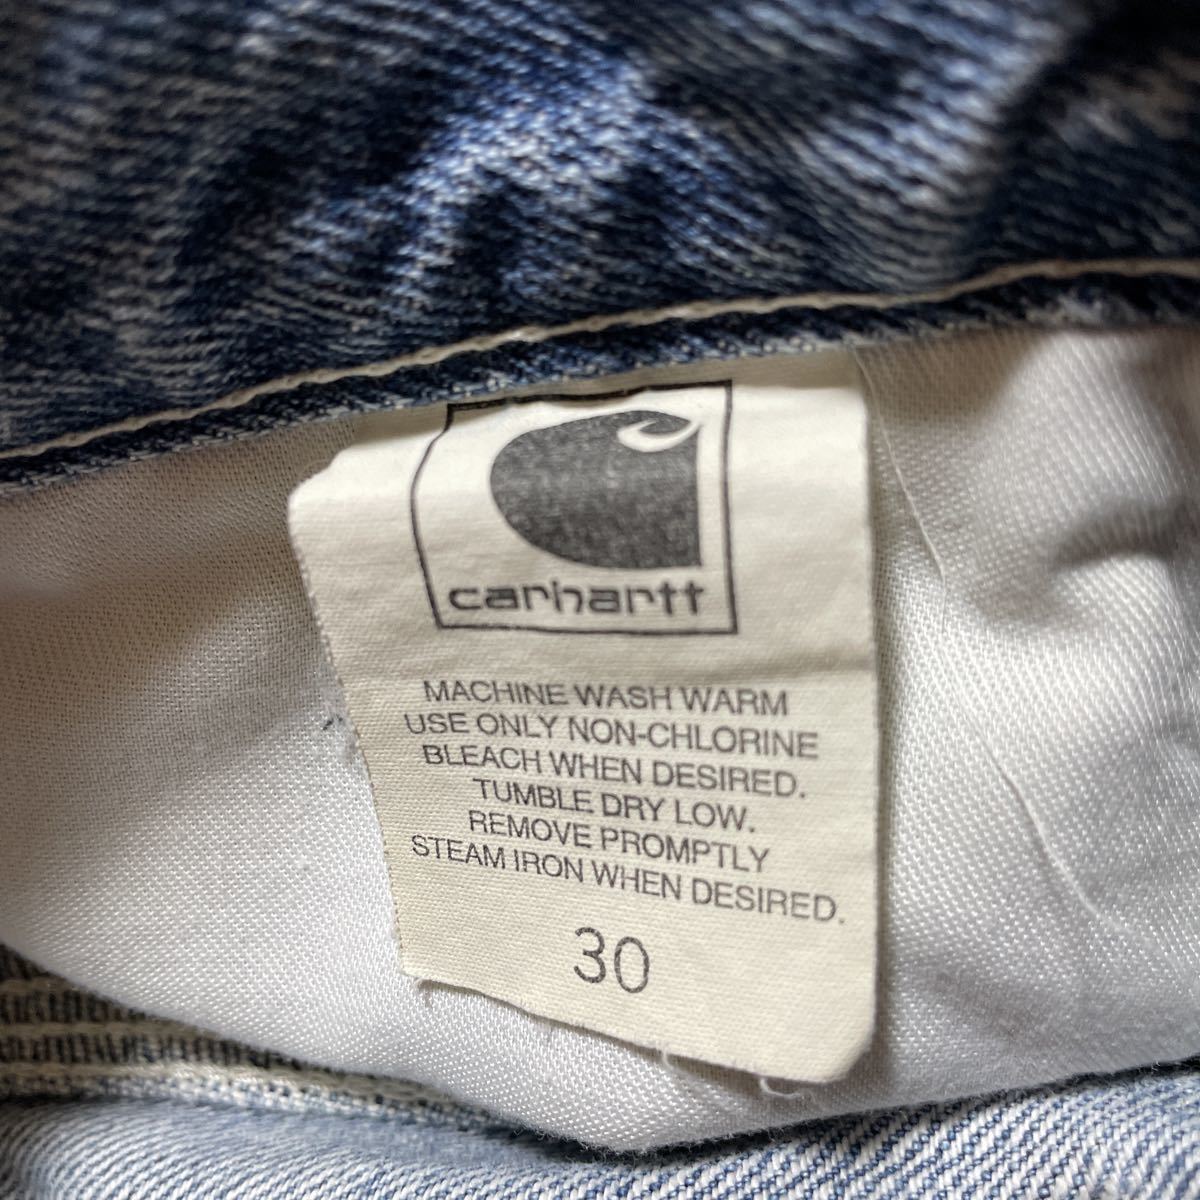 carhartt
MACHINE WASH WARM
USE ONLY NON-CHLORINE
BLEACH WHEN DESIRED.
TUMBLE DRY LOW.
REMOVE PROMPTLY
STEAM IRON WHEN DESIRED.
30